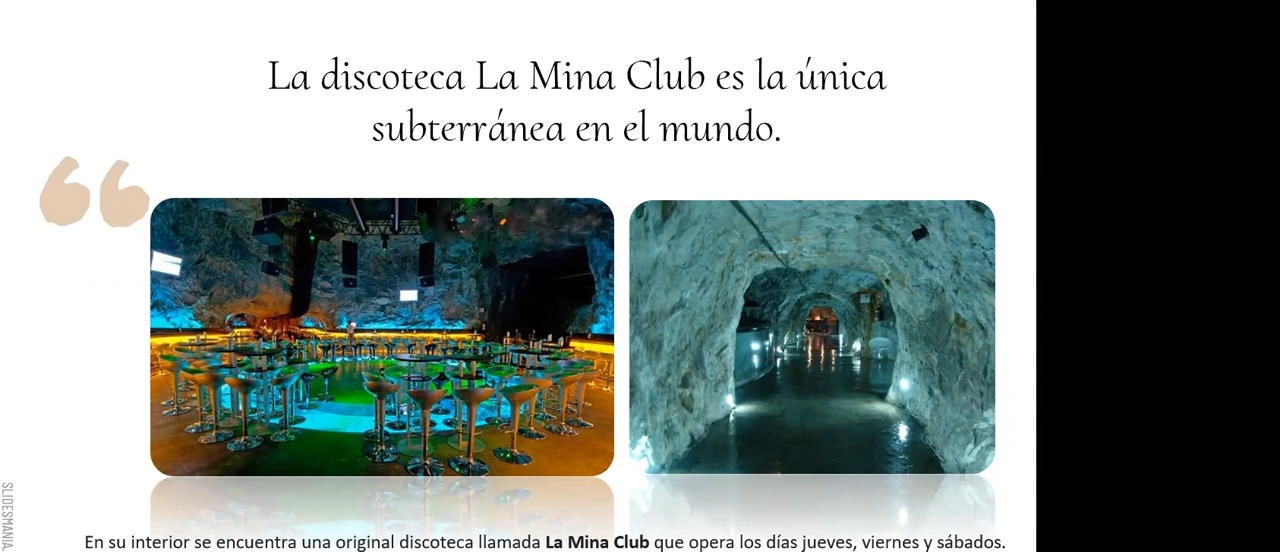 La discoteca La Mina Club es la única
subterránea en el mundo.
SLIDESMANIA.
En su interior se encuentra una original discoteca llamada La Mina Club que opera los días jueves, viernes y sábados.